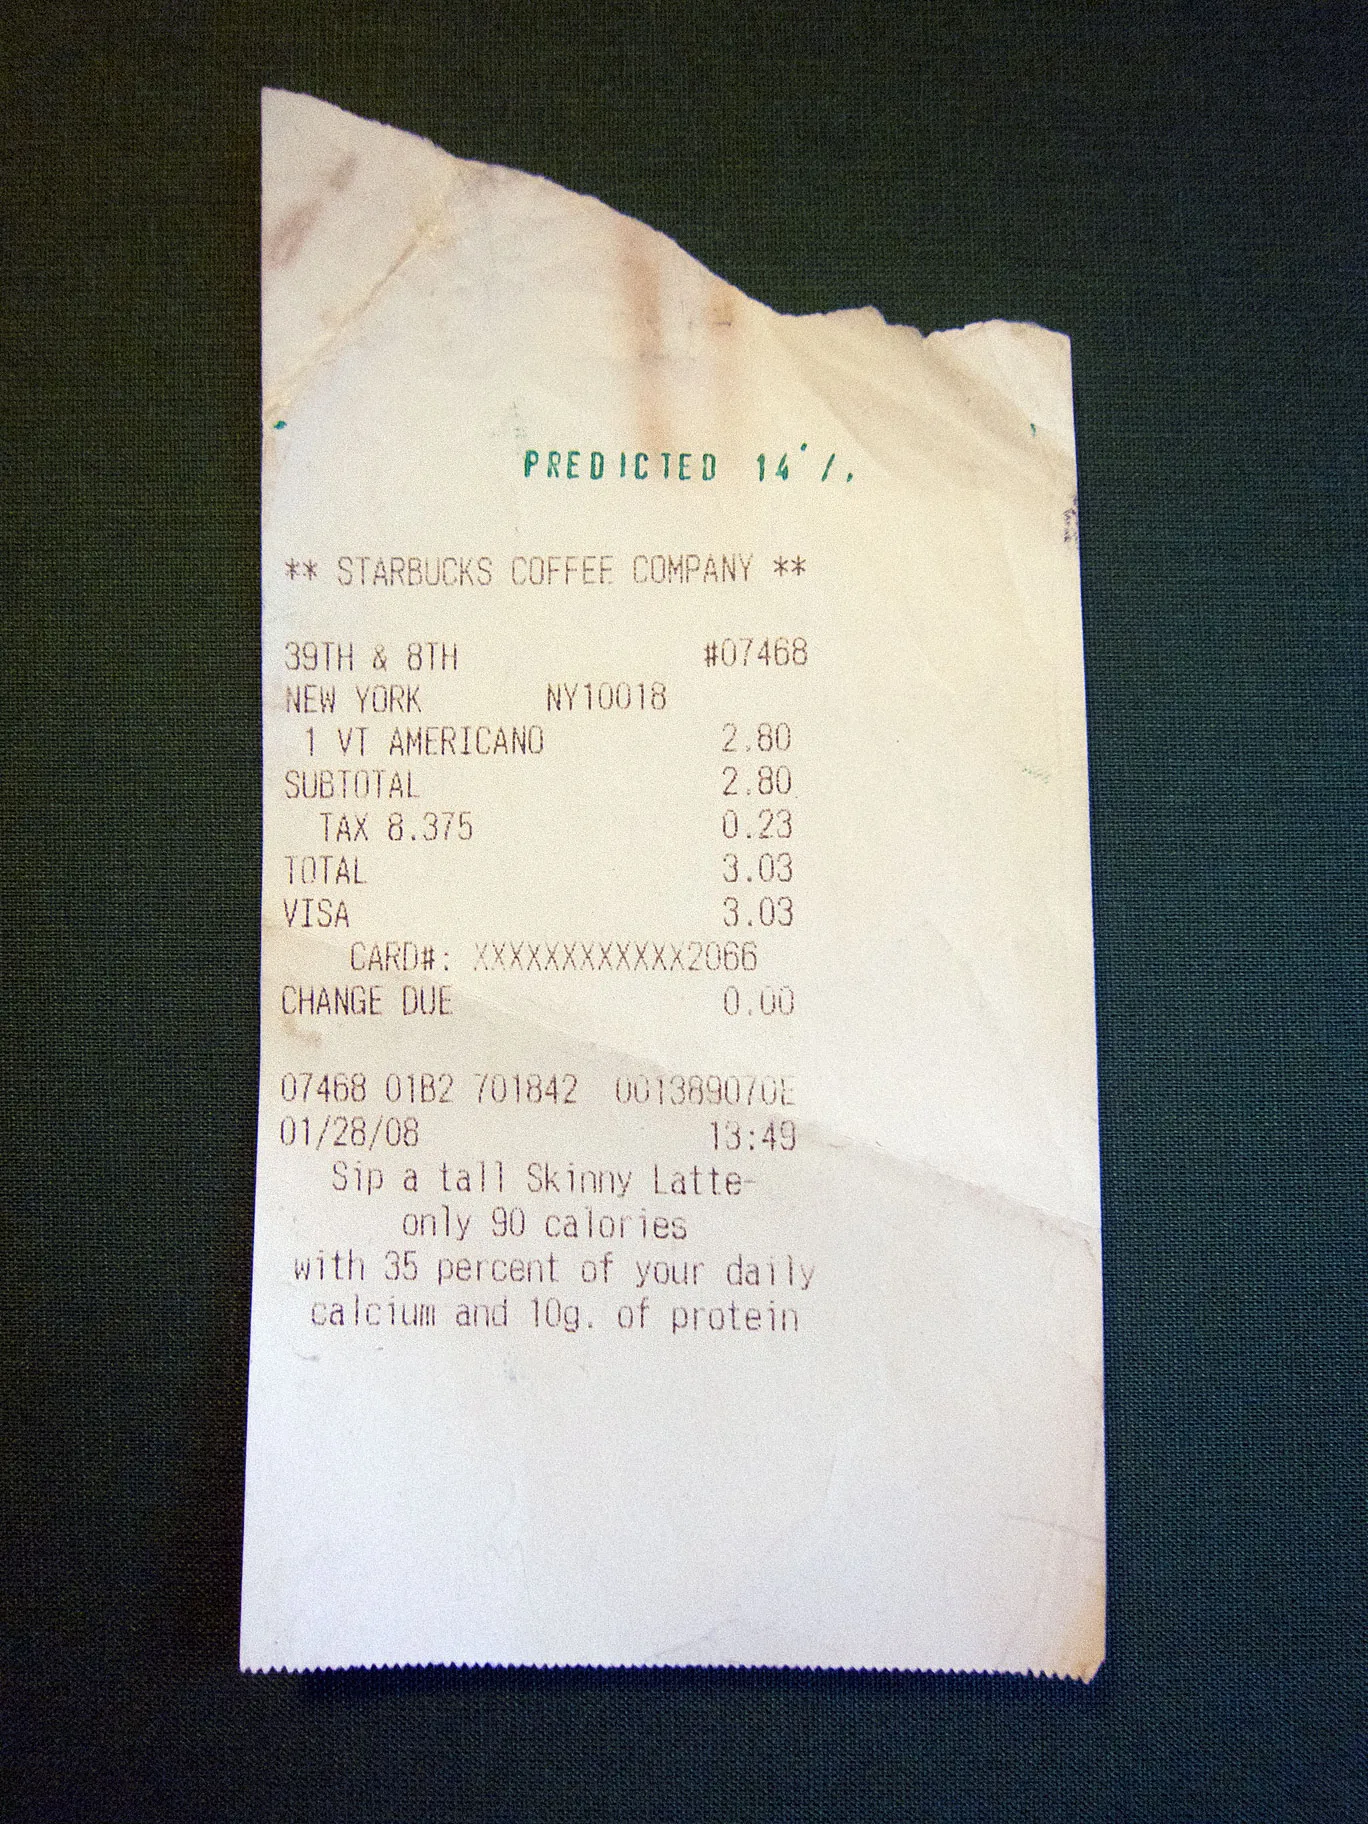 PREDICTED 14%
** STARBUCKS COFFEE COMPANY **
39TH & 8TH #07468
NEW YORK NY10018
1 VT AMERICANO 2.80
SUBTOTAL 2.80
TAX 8.375 0.23
TOTAL 3.03
VISA 3.03
CARD#: XXXXXXXXXXXX2066
CHANGE DUE 0.00
07468 01B2 701842 001389070E
01/28/08 13:49
Sip a tall Skinny Latte-
only 90 calories
with 35 percent of your daily
calcium and 10g. of protein